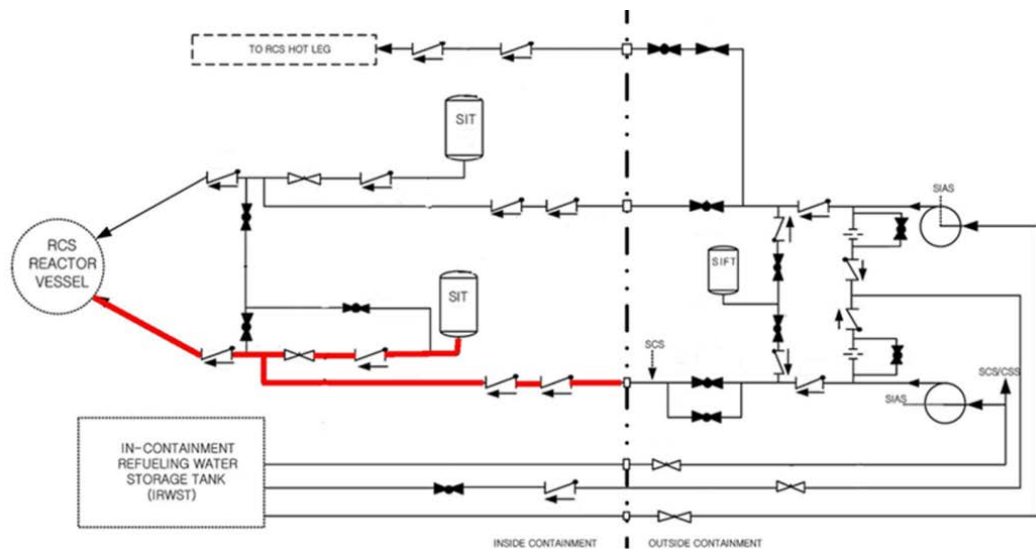 TO RCS HOT LEG
SIT
SIAS
RCS
REACTOR
VESSEL
SIFT
SIT
SCS
SCS/CSS
SIAS
IN-CONTAINMENT
REFUELING WATER
STORAGE TANK
(IRWST)
INSIDE CONTAINMENT
OUTSIDE CONTAINMENT